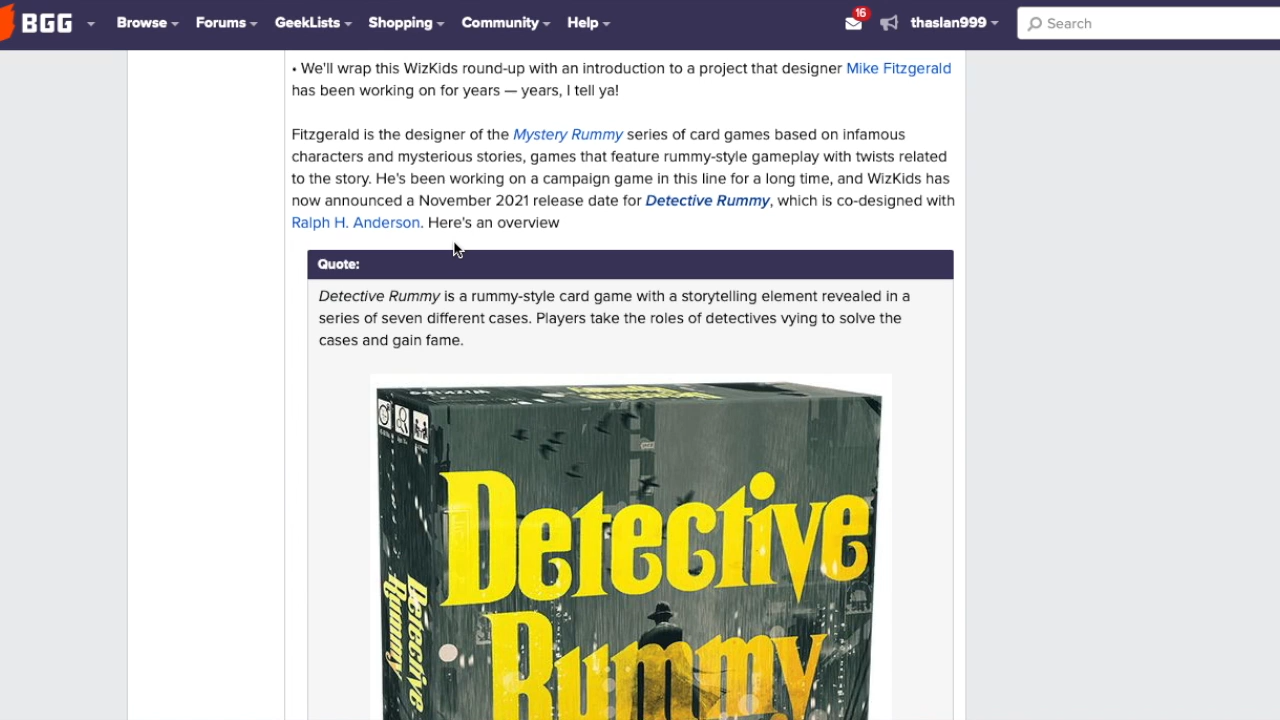 BGG Browse Forums GeekLists Shopping Community Help 16 thaslan999 Search
• We'll wrap this WizKids round-up with an introduction to a project that designer Mike Fitzgerald
has been working on for years — years, I tell ya!
Fitzgerald is the designer of the Mystery Rummy series of card games based on infamous
characters and mysterious stories, games that feature rummy-style gameplay with twists related
to the story. He's been working on a campaign game in this line for a long time, and WizKids has
now announced a November 2021 release date for Detective Rummy, which is co-designed with
Ralph H. Anderson. Here's an overview
Quote:
Detective Rummy is a rummy-style card game with a storytelling element revealed in a
series of seven different cases. Players take the roles of detectives vying to solve the
cases and gain fame.
Detective
Rummy
Detective
Rummy